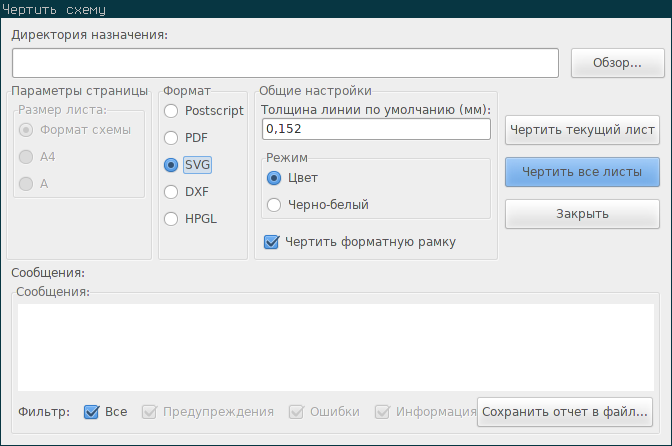 Чертить схему
Директория назначения:
Обзор...
Параметры страницы
Размер листа:
Формат схемы
A4
A
Формат
Postscript
PDF
SVG
DXF
HPGL
Общие настройки
Толщина линии по умолчанию (мм):
0,152
Режим
Цвет
Черно-белый
Чертить форматную рамку
Чертить текущий лист
Чертить все листы
Закрыть
Сообщения:
Сообщения:
Фильтр: Все Предупреждения Ошибки Информация Сохранить отчет в файл...